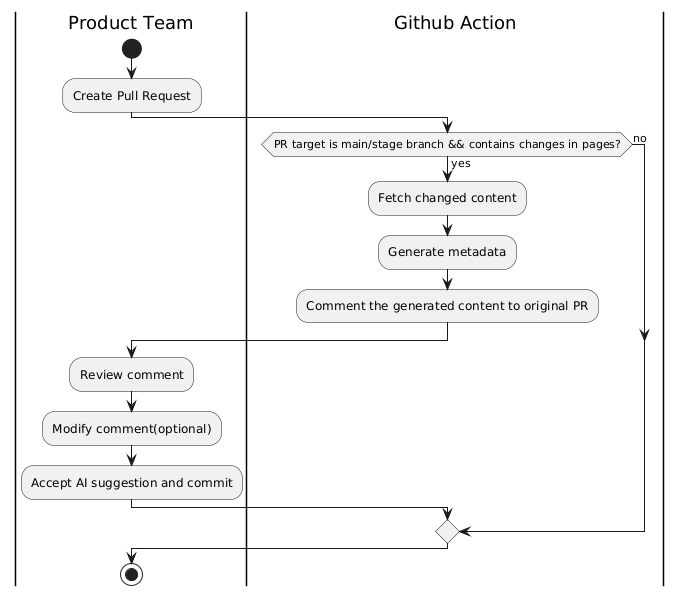 Product Team
Github Action
Create Pull Request
PR target is main/stage branch && contains changes in pages?
no
yes
Fetch changed content
Generate metadata
Comment the generated content to original PR
Review comment
Modify comment(optional)
Accept AI suggestion and commit